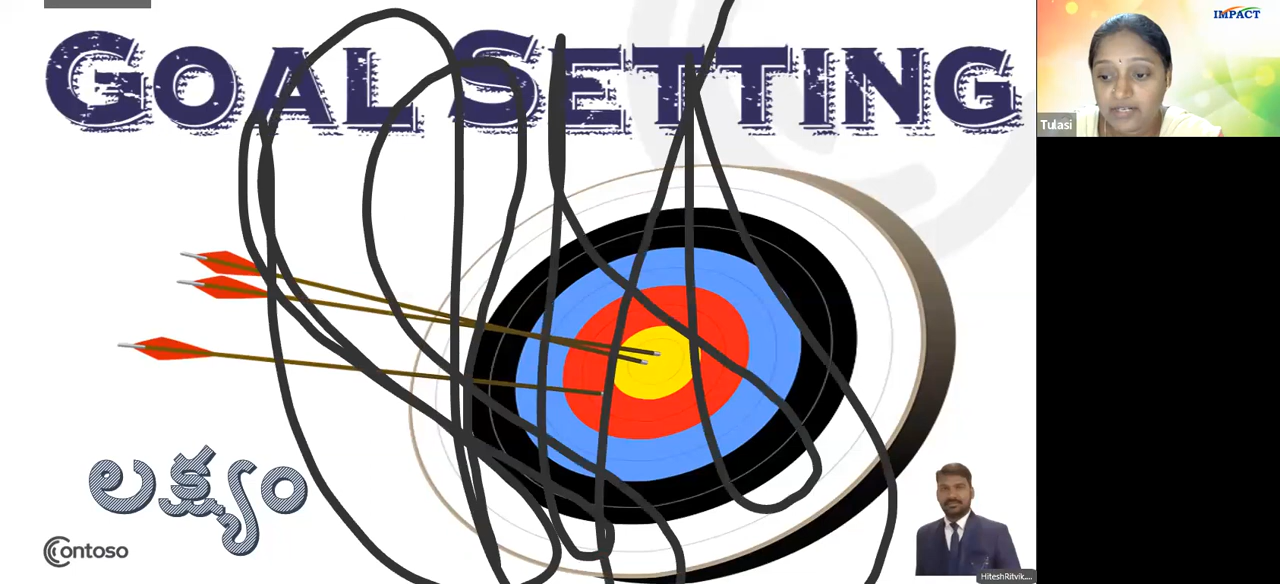 GOAL SETTING
IMPACT
Tulasi
లక్ష్యం
Contoso
HiteshRitvik....